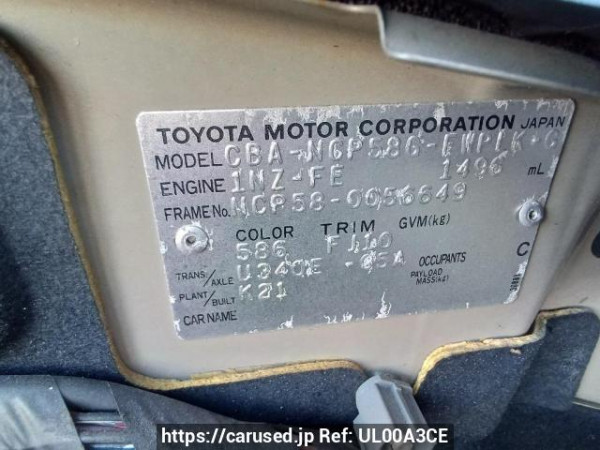 TOYOTA MOTOR CORPORATION JAPAN
MODEL CBA-NCP58G-EWPLK G
ENGINE 1NZ-FE 1496 mL
FRAME No. NCP58-0056649
COLOR TRIM GVM(kg)
586 F110 C
TRANS/AXLE U340E -05A OCCUPANTS
PLANT/BUILT K21 PAYLOAD MASS(kg)
CAR NAME
https://carused.jp Ref: UL00A3CE